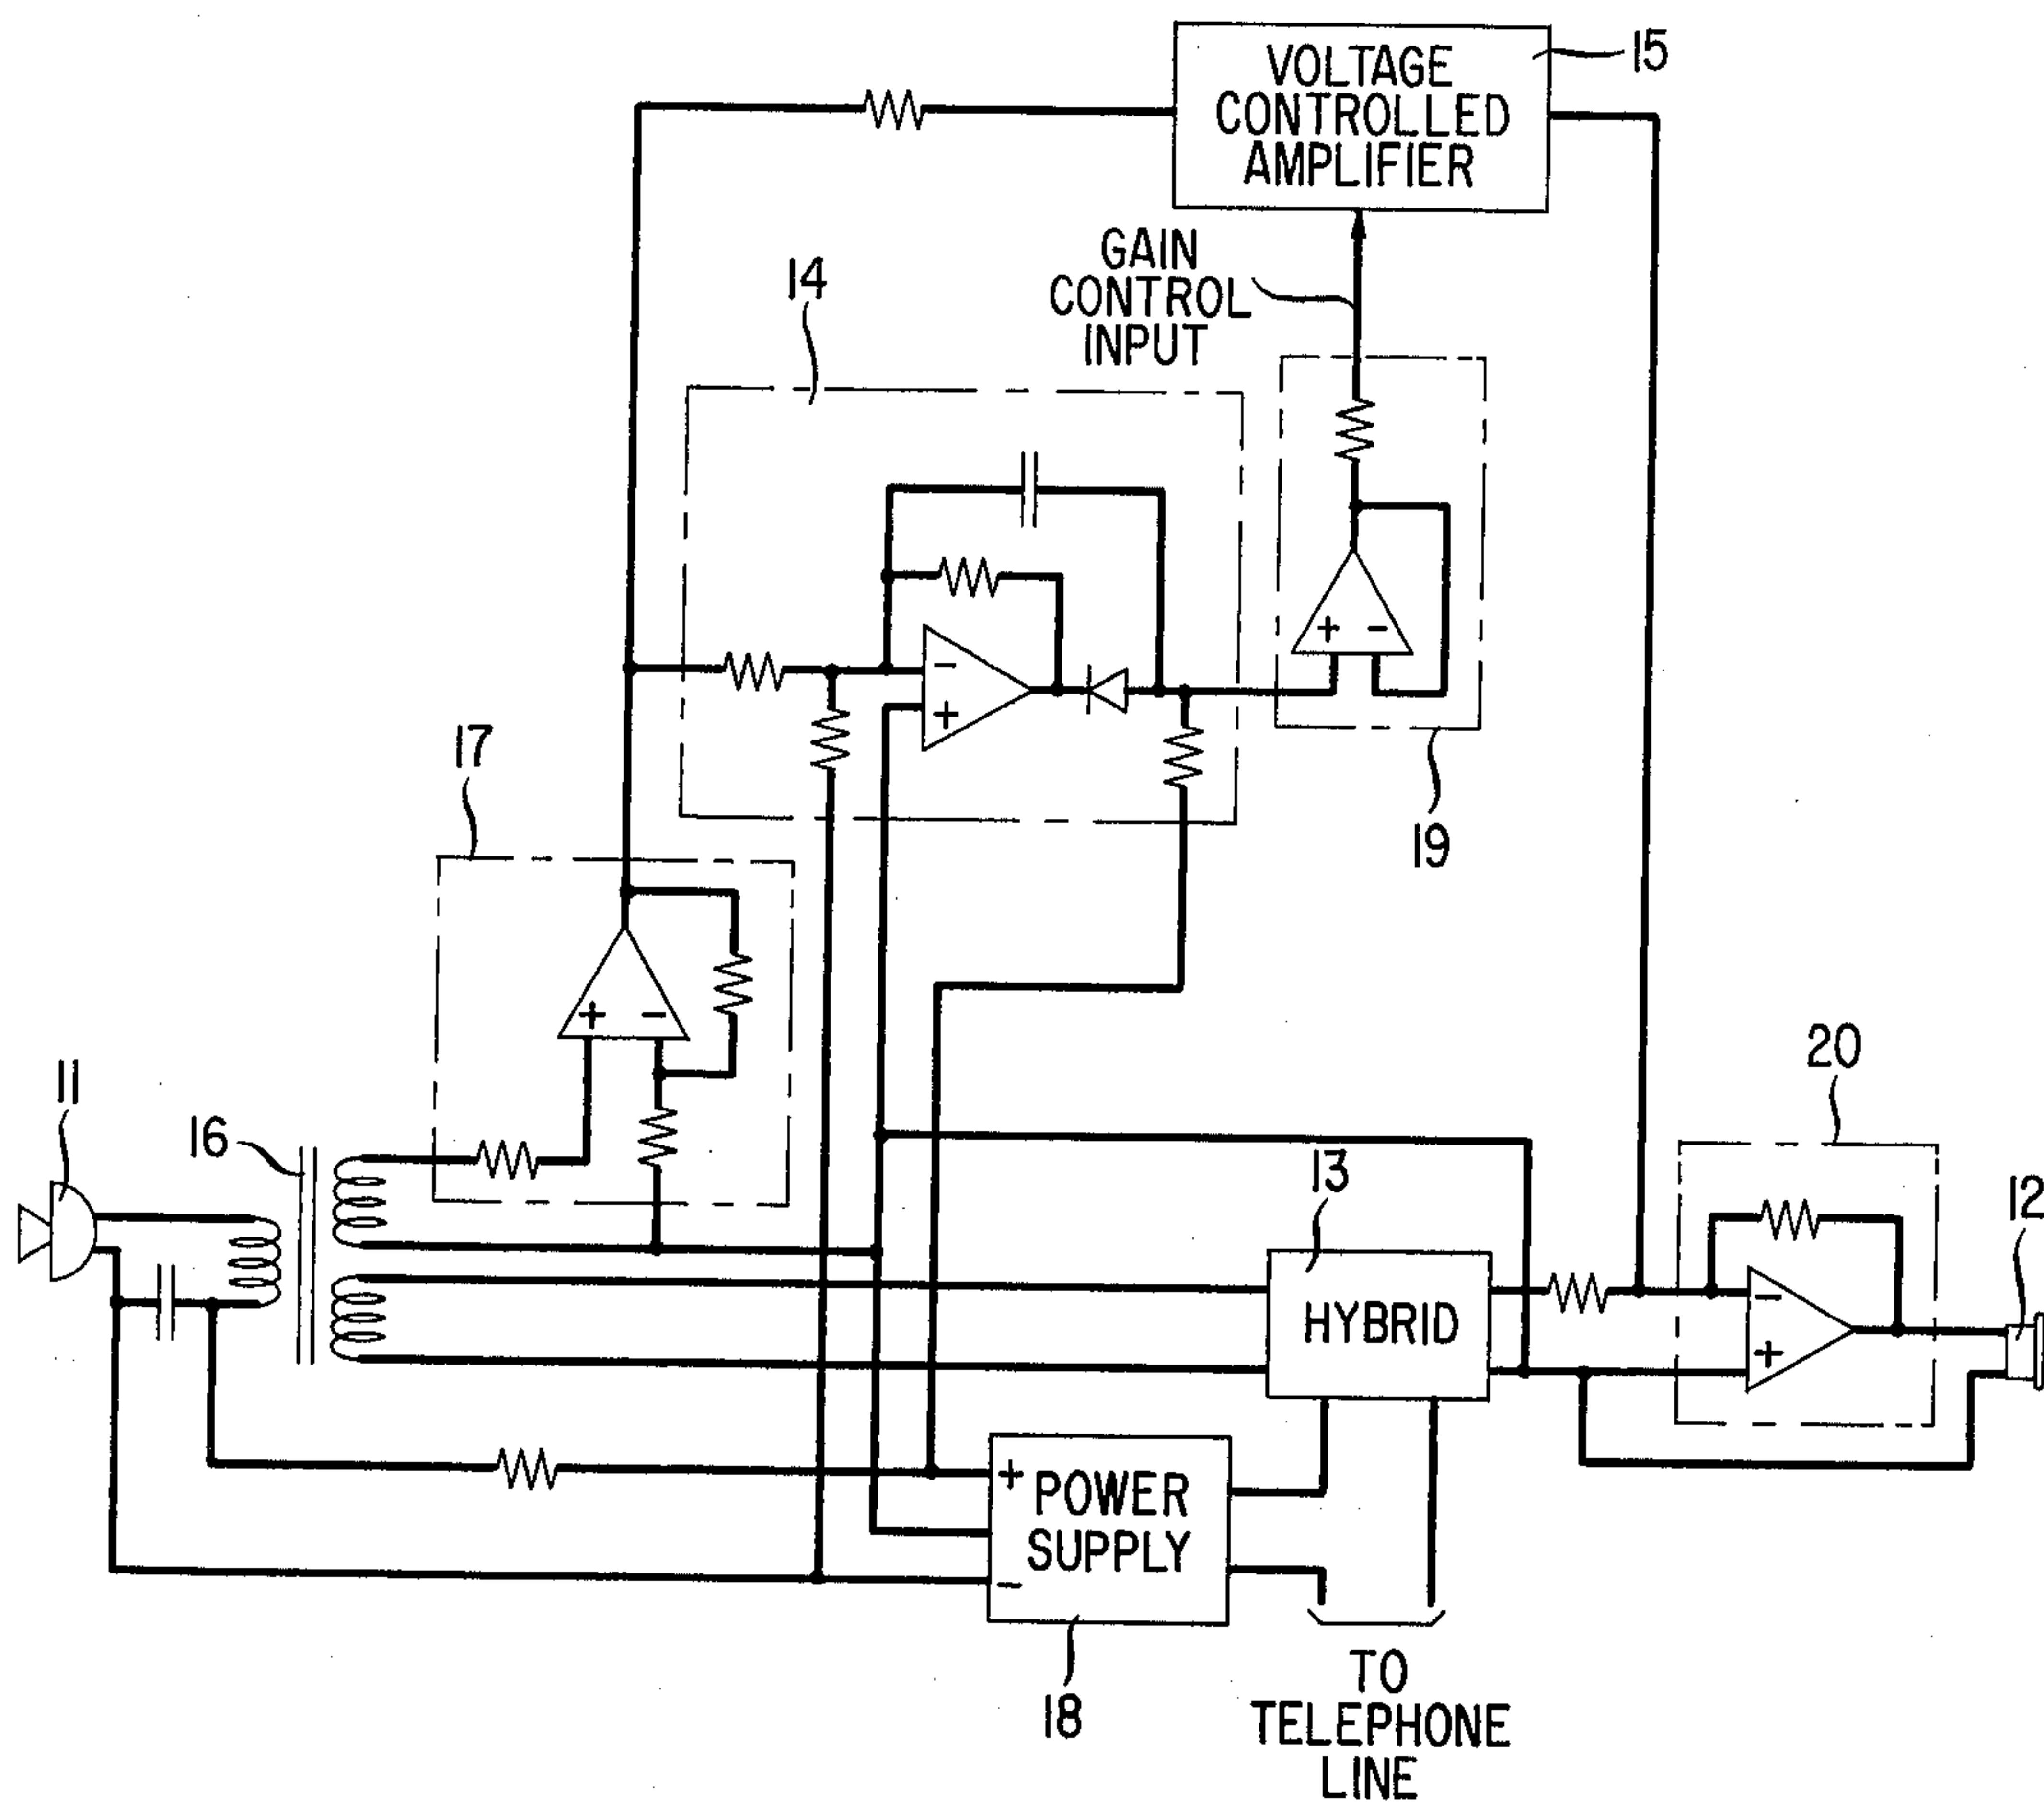 VOLTAGE
CONTROLLED
AMPLIFIER
15
GAIN
CONTROL
INPUT
14
+ -
-
+
19
17
+ -
11
16
20
13
12
HYBRID
-
+
+
POWER
SUPPLY
-
18
TO
TELEPHONE
LINE